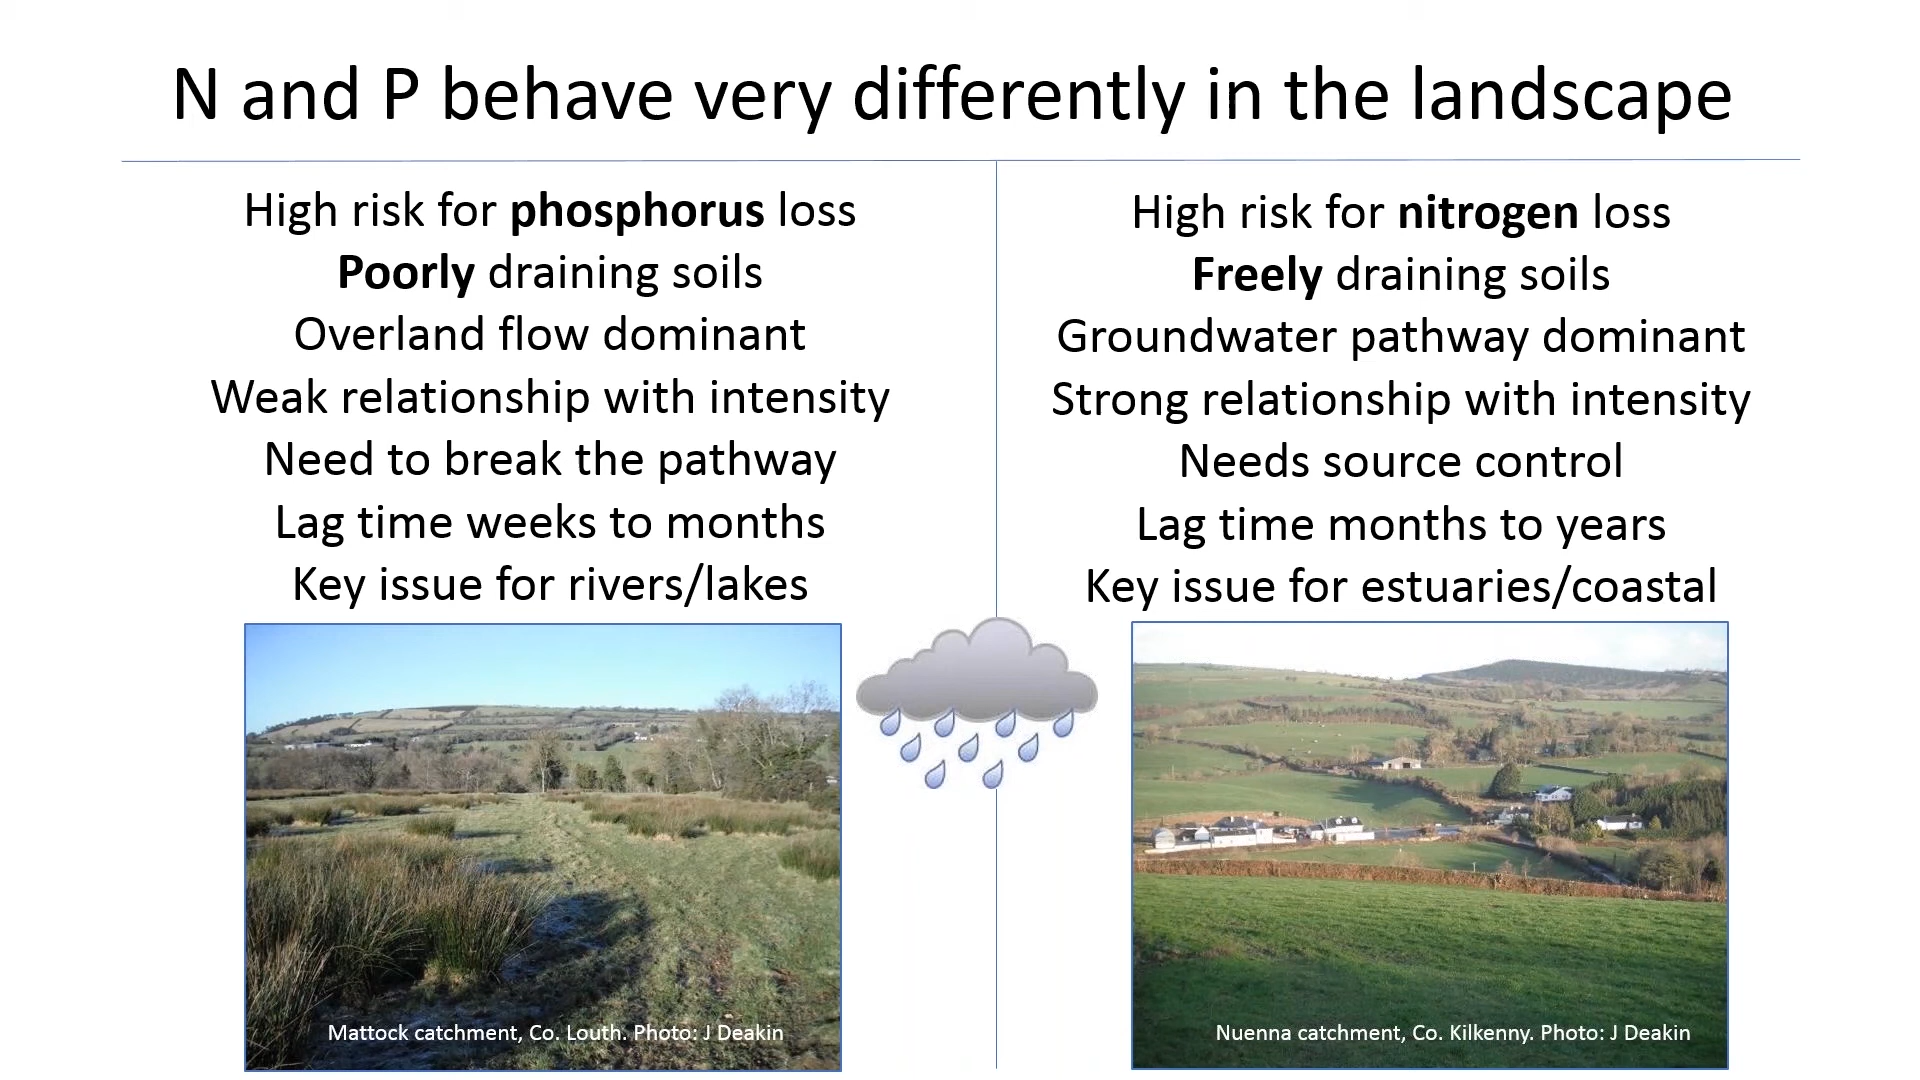 N and P behave very differently in the landscape
High risk for phosphorus loss
Poorly draining soils
Overland flow dominant
Weak relationship with intensity
Need to break the pathway
Lag time weeks to months
Key issue for rivers/lakes
Mattock catchment, Co. Louth. Photo: J Deakin
High risk for nitrogen loss
Freely draining soils
Groundwater pathway dominant
Strong relationship with intensity
Needs source control
Lag time months to years
Key issue for estuaries/coastal
Nuenna catchment, Co. Kilkenny. Photo: J Deakin